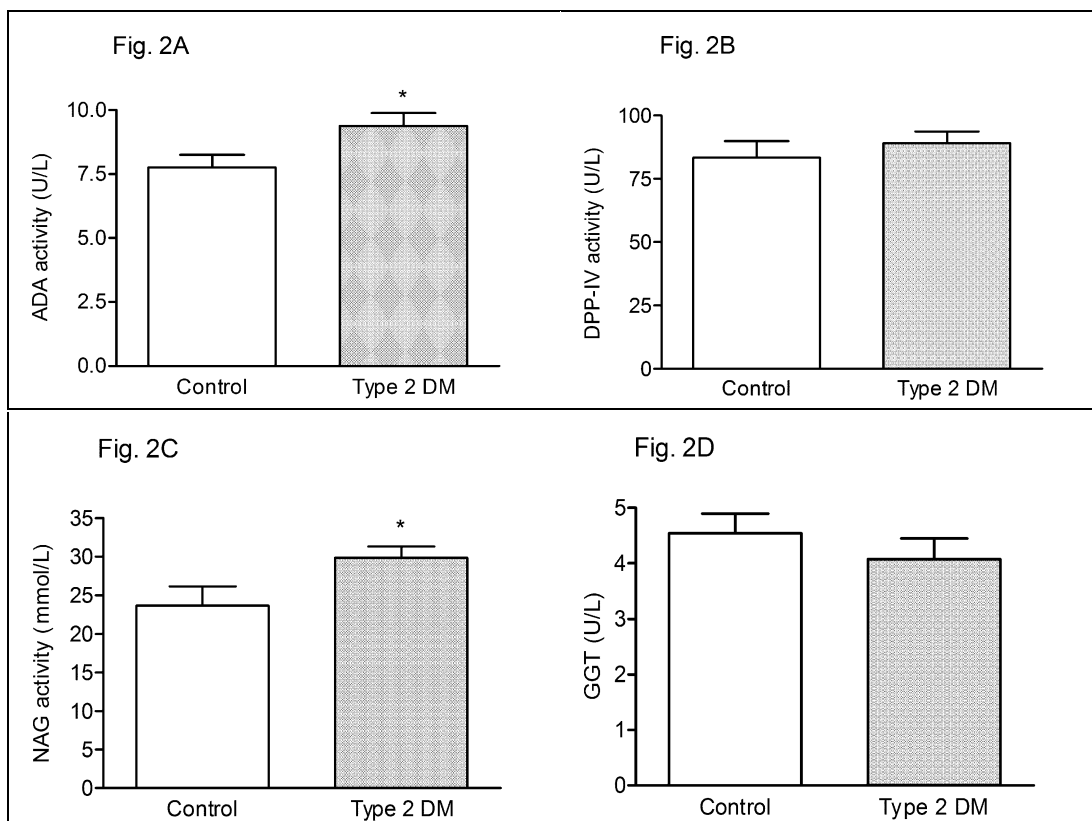 Fig. 2A
ADA activity (U/L)
10.0
7.5
5.0
2.5
0.0
*
Control
Type 2 DM
Fig. 2B
DPP-IV activity (U/L)
100
75
50
25
0
Control
Type 2 DM
Fig. 2C
NAG activity (mmol/L)
35
30
25
20
15
10
5
0
*
Control
Type 2 DM
Fig. 2D
GGT (U/L)
5
4
3
2
1
0
Control
Type 2 DM